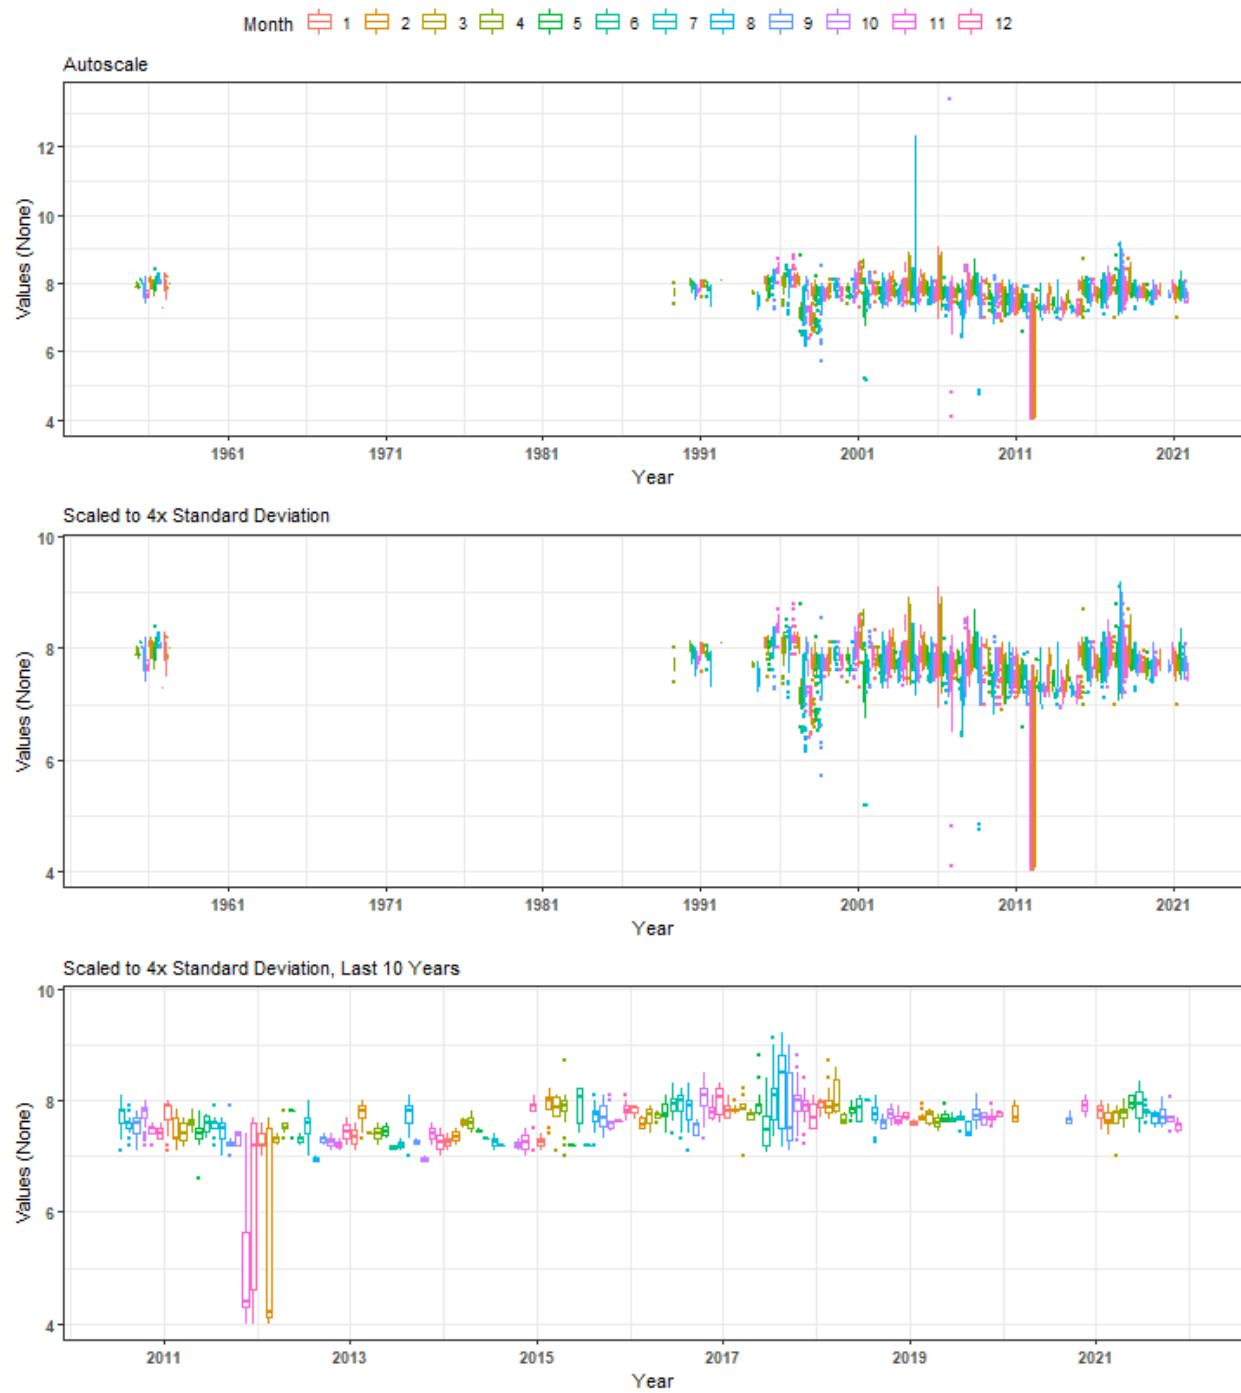 Month 1 2 3 4 5 6 7 8 9 10 11 12
Autoscale
Values (None)
12
10
8
6
4
1961 1971 1981 1991 2001 2011 2021
Year
Scaled to 4x Standard Deviation
Values (None)
10
8
6
4
1961 1971 1981 1991 2001 2011 2021
Year
Scaled to 4x Standard Deviation, Last 10 Years
Values (None)
10
8
6
4
2011 2013 2015 2017 2019 2021
Year